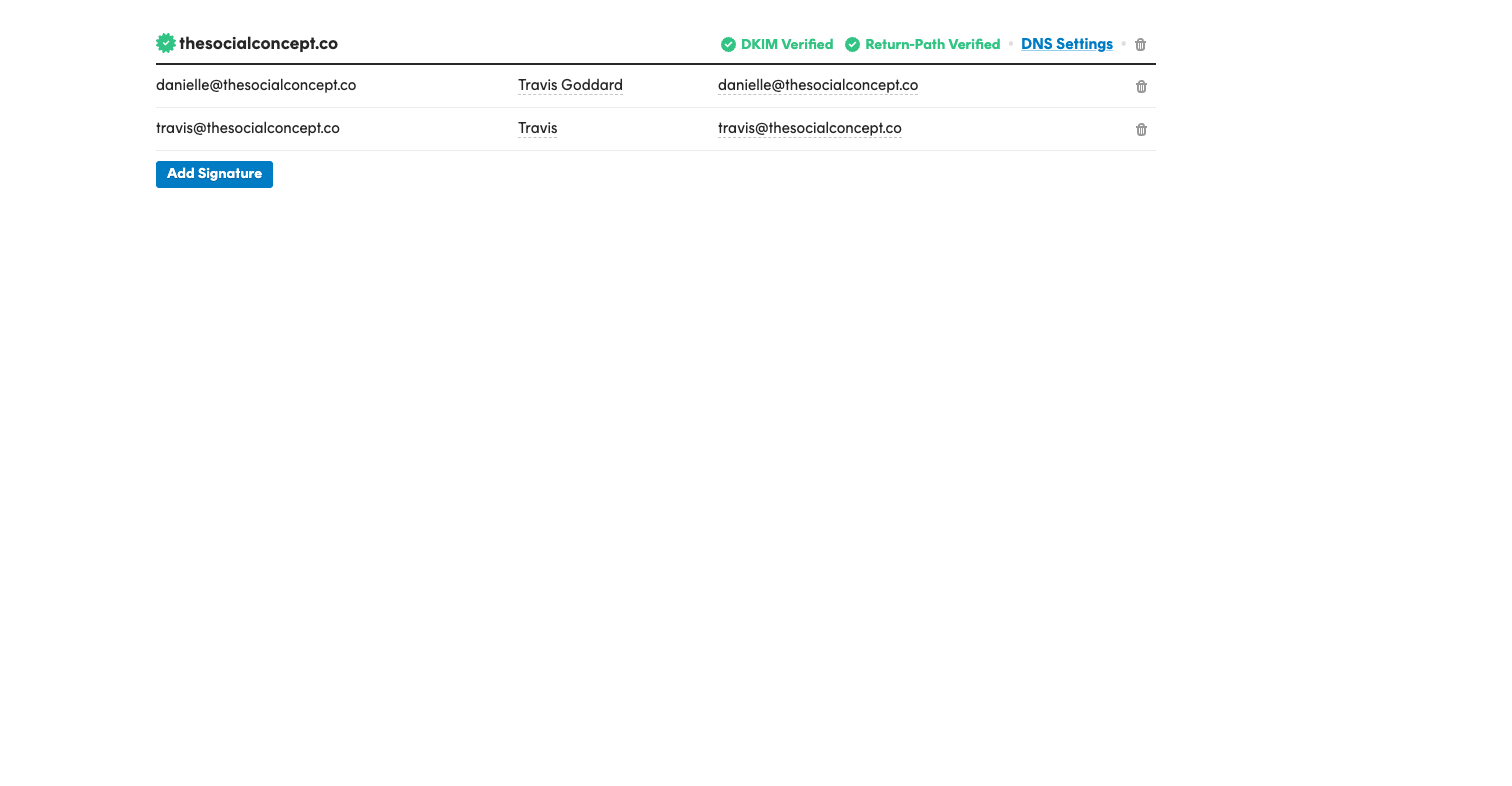 thesocialconcept.co DKIM Verified Return-Path Verified • DNS Settings •
danielle@thesocialconcept.co Travis Goddard danielle@thesocialconcept.co
travis@thesocialconcept.co Travis travis@thesocialconcept.co
Add Signature